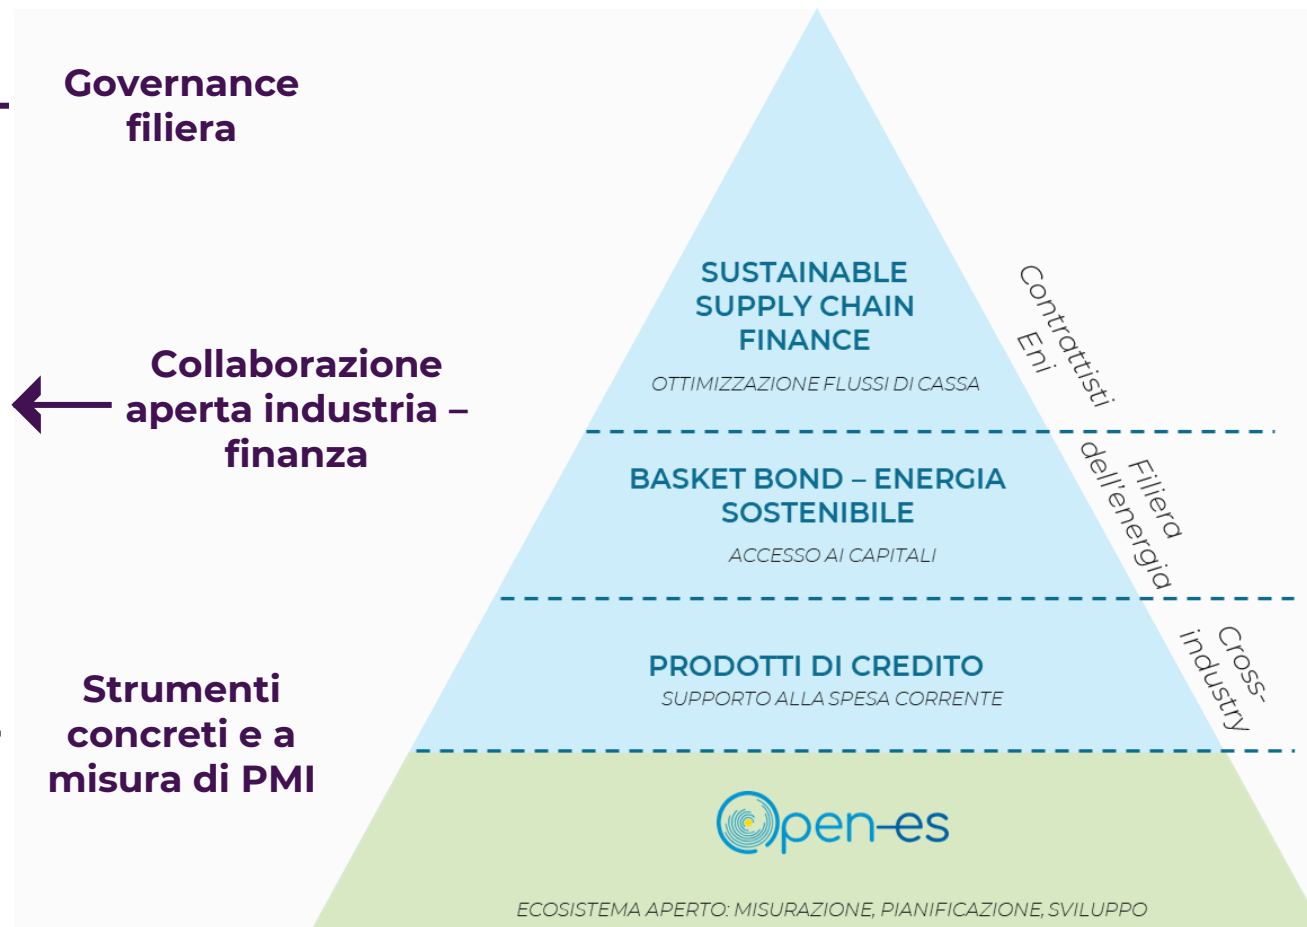 Governance
filiera
Collaborazione
aperta industria –
finanza
Strumenti
concreti e a
misura di PMI
SUSTAINABLE
SUPPLY CHAIN
FINANCE
OTTIMIZZAZIONE FLUSSI DI CASSA
Contrattisti
Eni
BASKET BOND – ENERGIA
SOSTENIBILE
ACCESSO AI CAPITALI
Filiera
dell'energia
PRODOTTI DI CREDITO
SUPPORTO ALLA SPESA CORRENTE
Cross-
industry
Open-es
ECOSISTEMA APERTO: MISURAZIONE, PIANIFICAZIONE, SVILUPPO